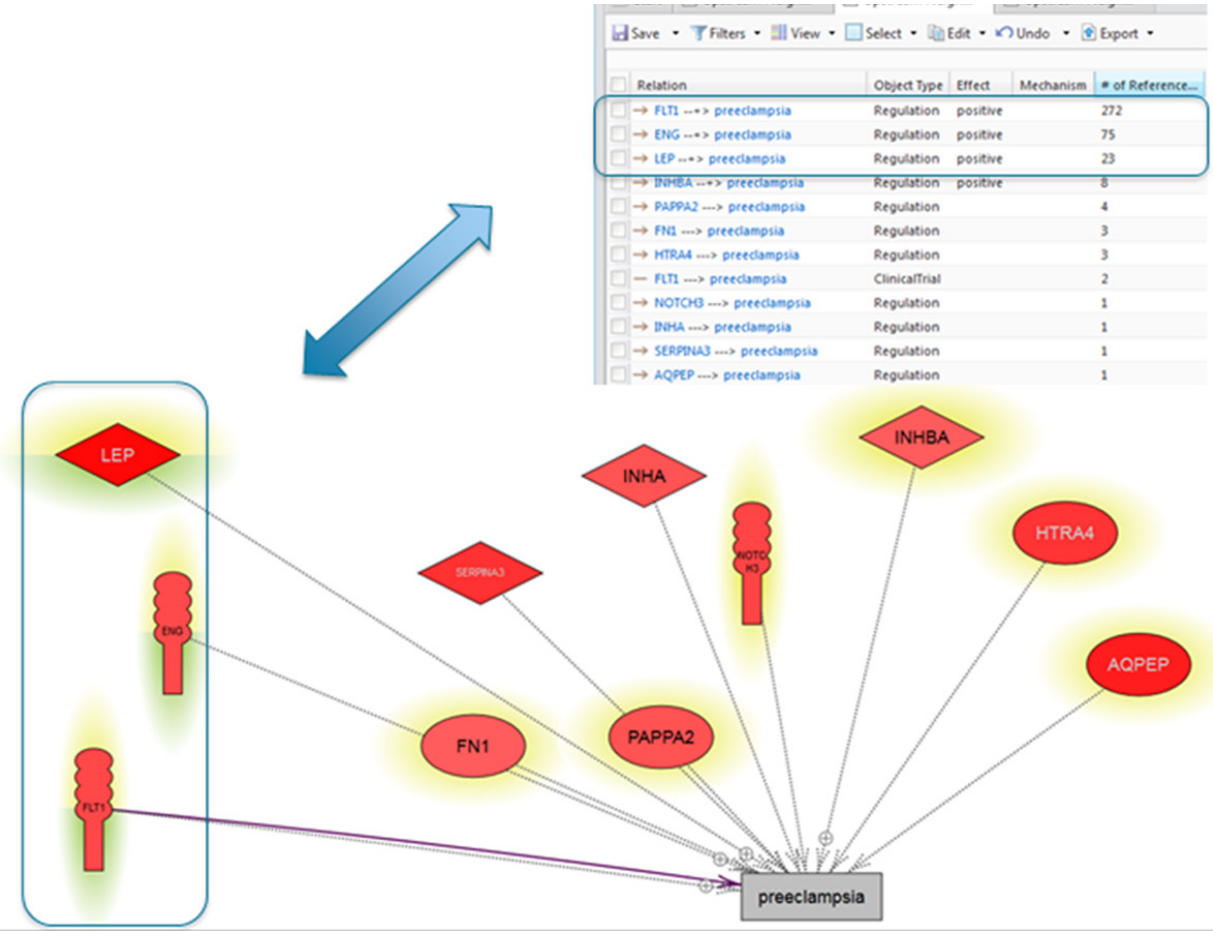 Save Filters View Select Edit Undo Export
Relation Object Type Effect Mechanism # of Reference...
FLT1 --+> preeclampsia Regulation positive 272
ENG --+> preeclampsia Regulation positive 75
LEP --+> preeclampsia Regulation positive 23
INHBA --+> preeclampsia Regulation positive 8
PAPPA2 ---> preeclampsia Regulation 4
FN1 ---> preeclampsia Regulation 3
HTRA4 ---> preeclampsia Regulation 3
FLT1 ---> preeclampsia ClinicalTrial 2
NOTCH3 ---> preeclampsia Regulation 1
INHA ---> preeclampsia Regulation 1
SERPINA3 ---> preeclampsia Regulation 1
AQPEP ---> preeclampsia Regulation 1
INHBA
LEP
INHA
HTRA4
NOTC
H3
SERPINA3
ENG
AQPEP
PAPPA2
FN1
FLT1
preeclampsia